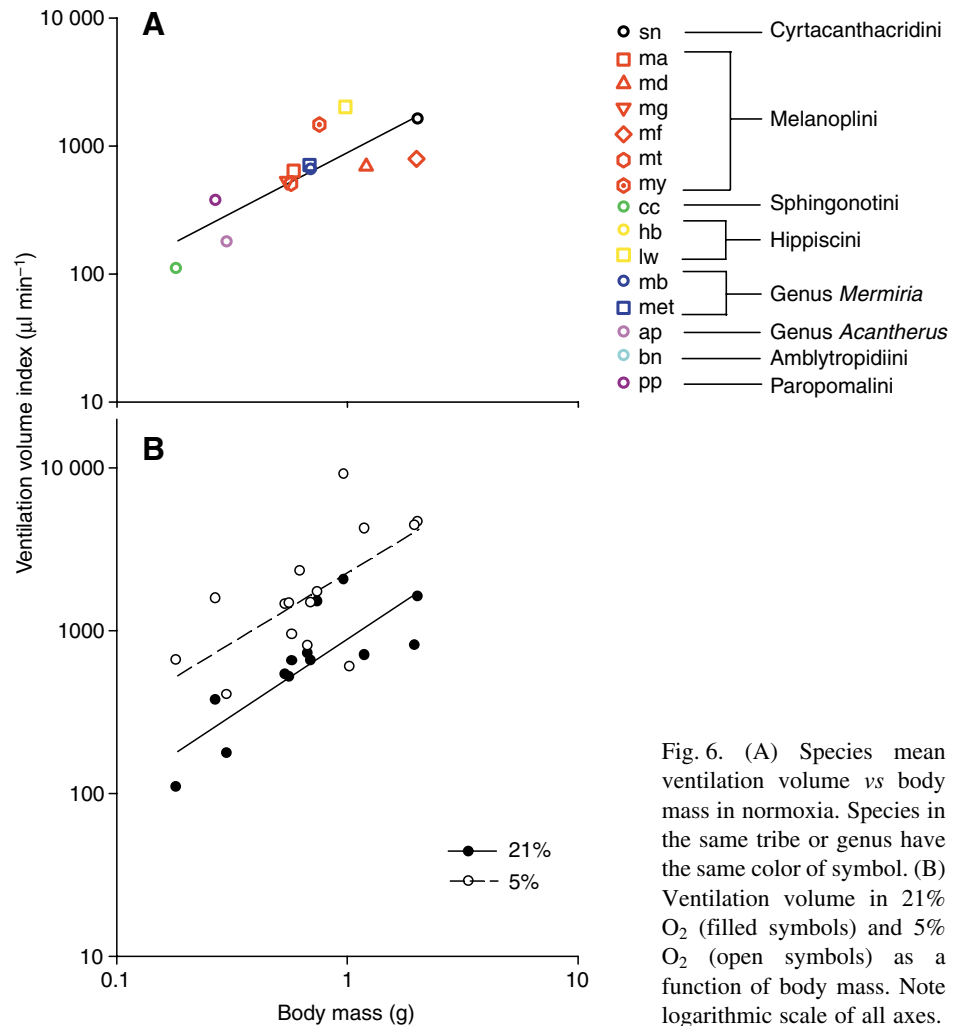 A
10 000
1000
100
10
Ventilation volume index (μl min⁻¹)
sn
Cyrtacanthacridini
ma
md
mg
mf
mt
my
Melanoplini
cc
Sphingonotini
hb
lw
Hippiscini
mb
met
Genus Mermiria
ap
Genus Acantherus
bn
Amblytropidiini
pp
Paropomalini
B
10 000
1000
100
10
21%
5%
0.1
1
10
Body mass (g)
Fig. 6. (A) Species mean
ventilation volume vs body
mass in normoxia. Species in
the same tribe or genus have
the same color of symbol. (B)
Ventilation volume in 21%
O₂ (filled symbols) and 5%
O₂ (open symbols) as a
function of body mass. Note
logarithmic scale of all axes.